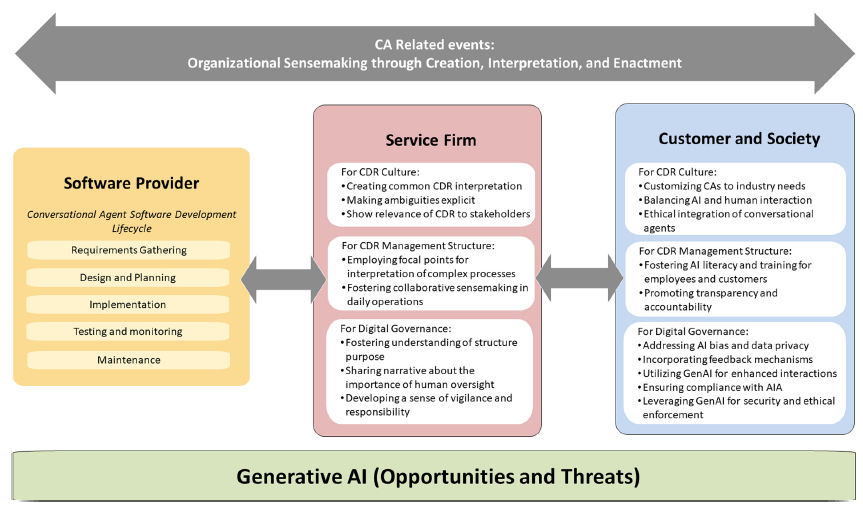 CA Related events:
Organizational Sensemaking through Creation, Interpretation, and Enactment
Software Provider
Conversational Agent Software Development
Lifecycle
Requirements Gathering
Design and Planning
Implementation
Testing and monitoring
Maintenance
Service Firm
For CDR Culture:
•Creating common CDR interpretation
•Making ambiguities explicit
•Show relevance of CDR to stakeholders
For CDR Management Structure:
•Employing focal points for
interpretation of complex processes
•Fostering collaborative sensemaking in
daily operations
For Digital Governance:
•Fostering understanding of structure
purpose
•Sharing narrative about the
importance of human oversight
•Developing a sense of vigilance and
responsibility
Customer and Society
For CDR Culture:
•Customizing CAs to industry needs
•Balancing AI and human interaction
•Ethical integration of conversational
agents
For CDR Management Structure:
•Fostering AI literacy and training for
employees and customers
•Promoting transparency and
accountability
For Digital Governance:
•Addressing AI bias and data privacy
•Incorporating feedback mechanisms
•Utilizing GenAI for enhanced interactions
•Ensuring compliance with AIA
•Leveraging GenAI for security and ethical
enforcement
Generative AI (Opportunities and Threats)